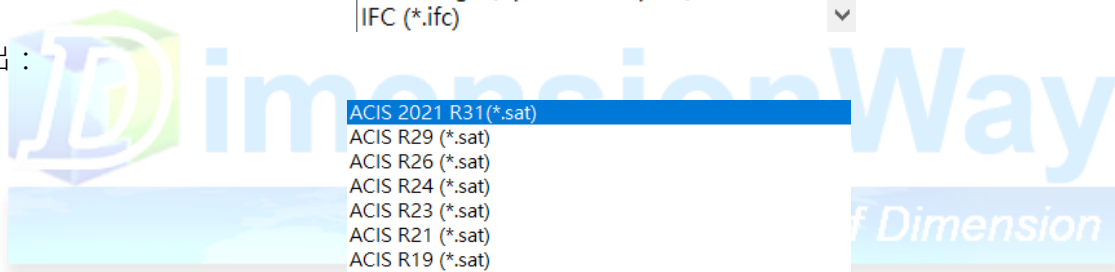 IFC (*.ifc)
出：
DimensionWay
ACIS 2021 R31(*.sat)
ACIS R29 (*.sat)
ACIS R26 (*.sat)
ACIS R24 (*.sat)
ACIS R23 (*.sat)
ACIS R21 (*.sat)
f Dimension
ACIS R19 (*.sat)